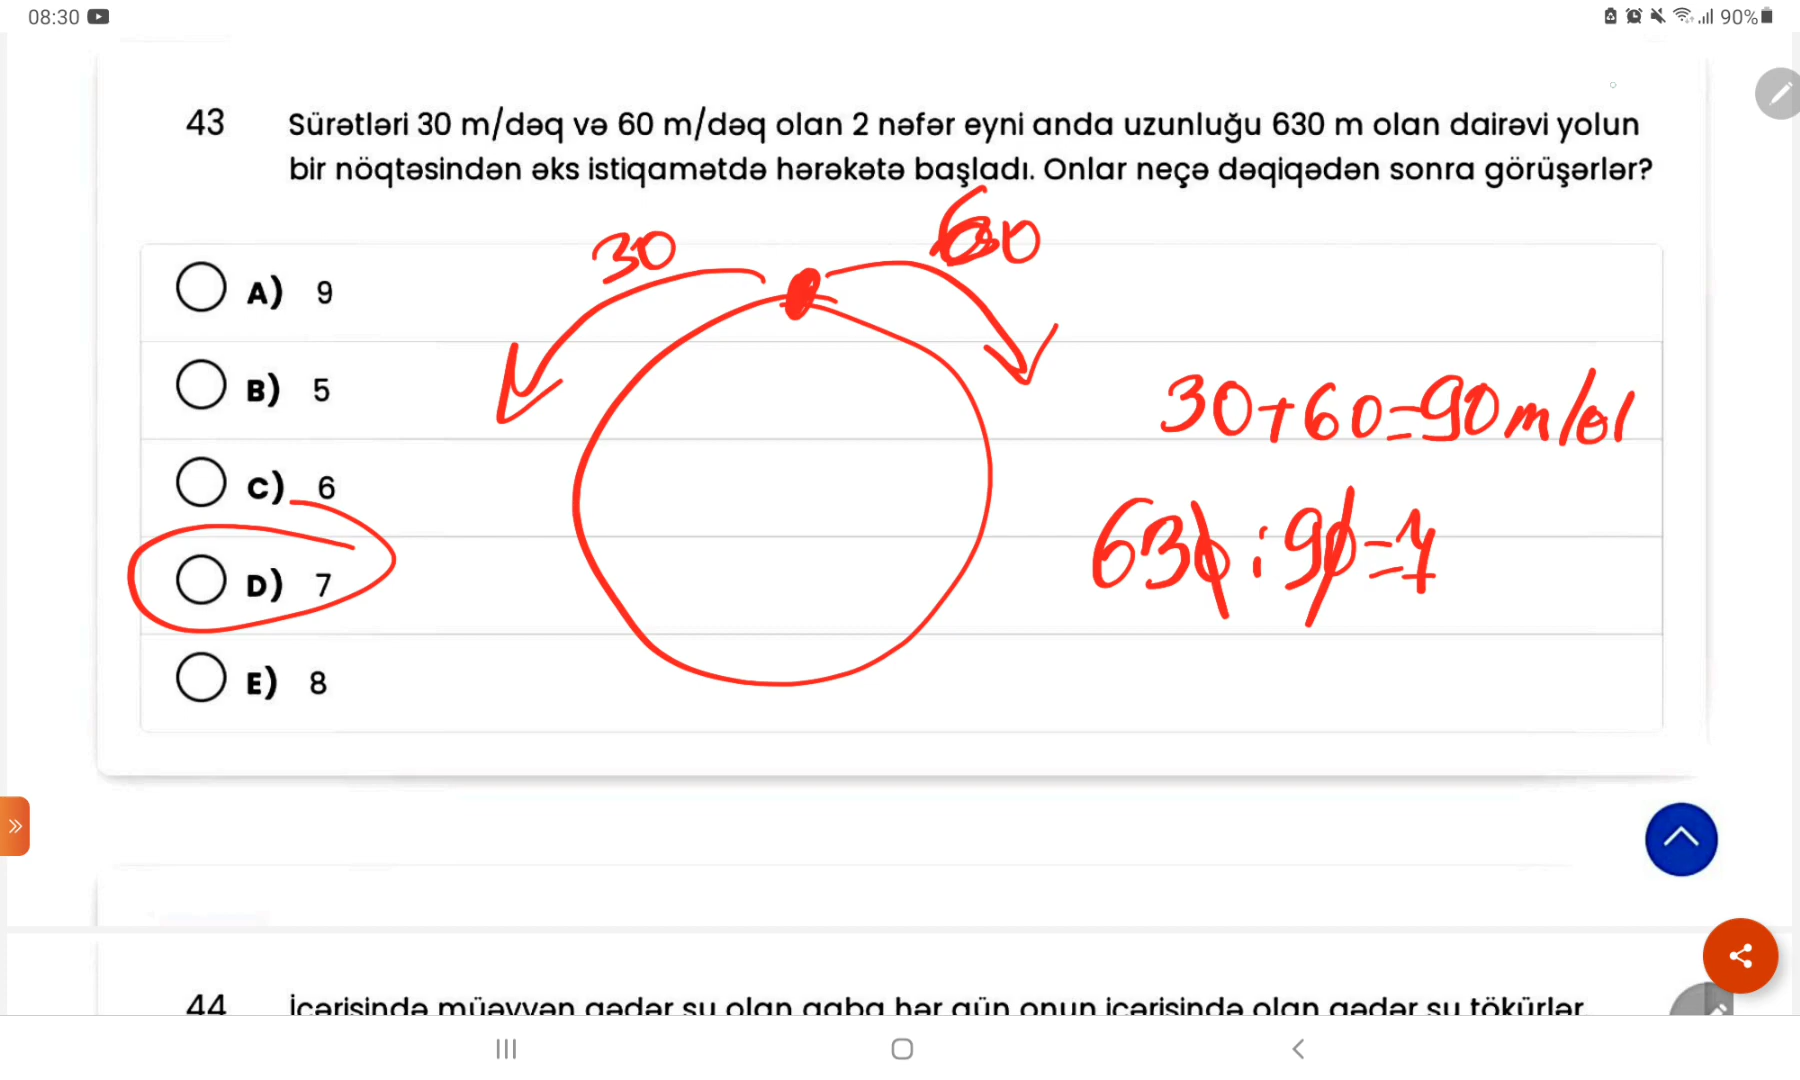 08:30
90%
43 Sürətləri 30 m/dəq və 60 m/dəq olan 2 nəfər eyni anda uzunluğu 630 m olan dairəvi yolun
bir nöqtəsindən əks istiqamətdə hərəkətə başladı. Onlar neçə dəqiqədən sonra görüşərlər?
30
60
A) 9
B) 5
30+60=90m/d
C) 6
630:90=7
D) 7
E) 8
44 İçərisində müəyyən qədər su olan qaba hər gün onun içərisində olan qədər su tökürlər.